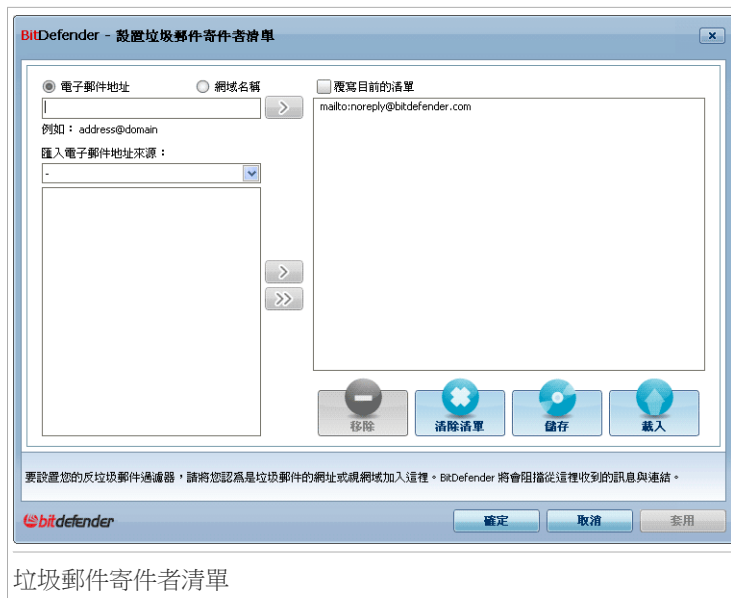 BitDefender - 設置垃圾郵件寄件者清單
電子郵件地址 網域名稱 覆寫目前的清單
mailto:noreply@bitdefender.com
例如：address@domain
匯入電子郵件地址來源：
-
移除 清除清單 儲存 載入
要設置您的反垃圾郵件過濾器，請將您認為是垃圾郵件的網址或視網域加入這裡。BitDefender 將會阻擋從這裡收到的訊息與連結。
bitdefender 確定 取消 套用
垃圾郵件寄件者清單